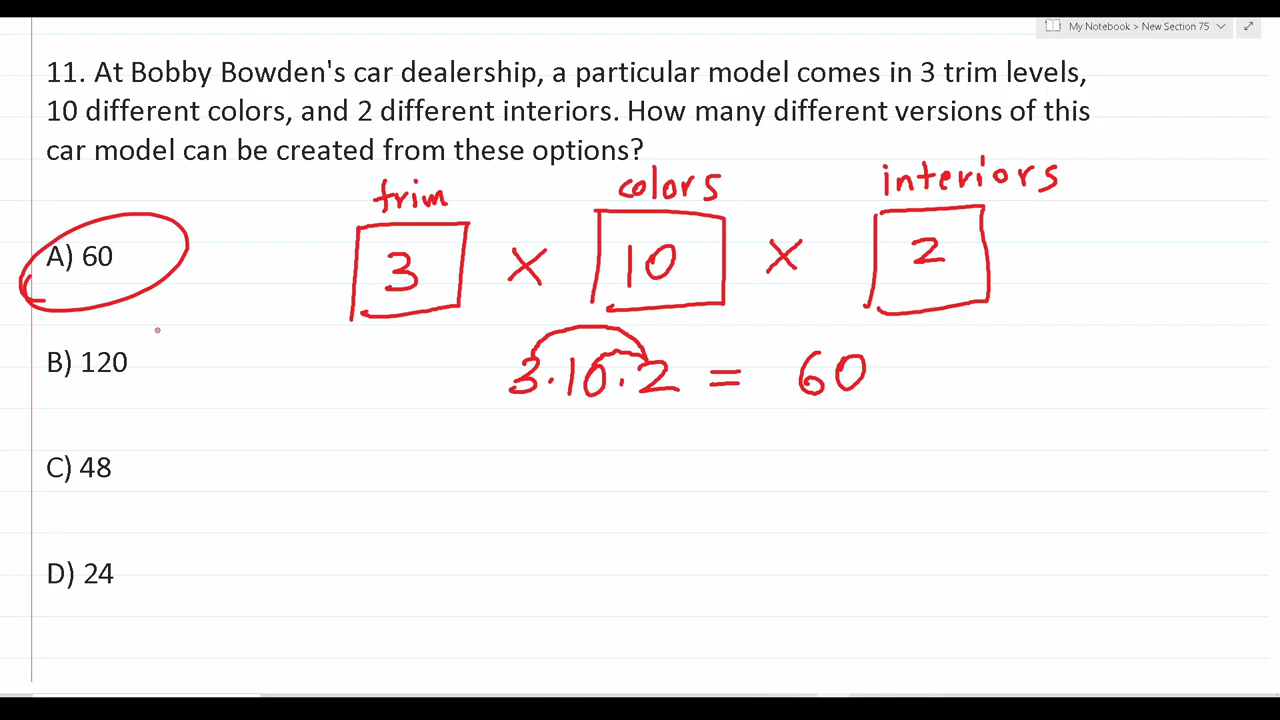 My Notebook > New Section 75
11. At Bobby Bowden's car dealership, a particular model comes in 3 trim levels,
10 different colors, and 2 different interiors. How many different versions of this
car model can be created from these options?
trim colors interiors
A) 60 3 × 10 × 2
B) 120 3·10·2 = 60
C) 48
D) 24